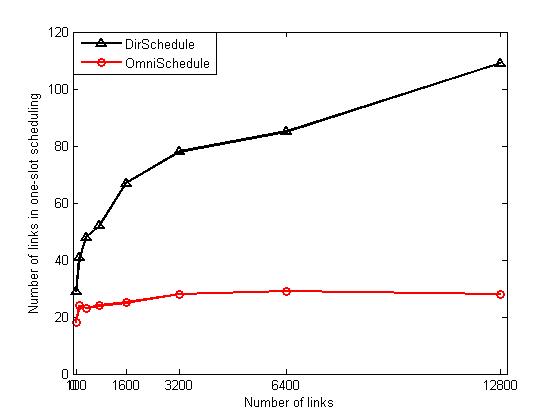 120
DirSchedule
OmniSchedule
100
80
60
40
20
0
Number of links in one-slot scheduling
1600
3200
6400
12800
Number of links